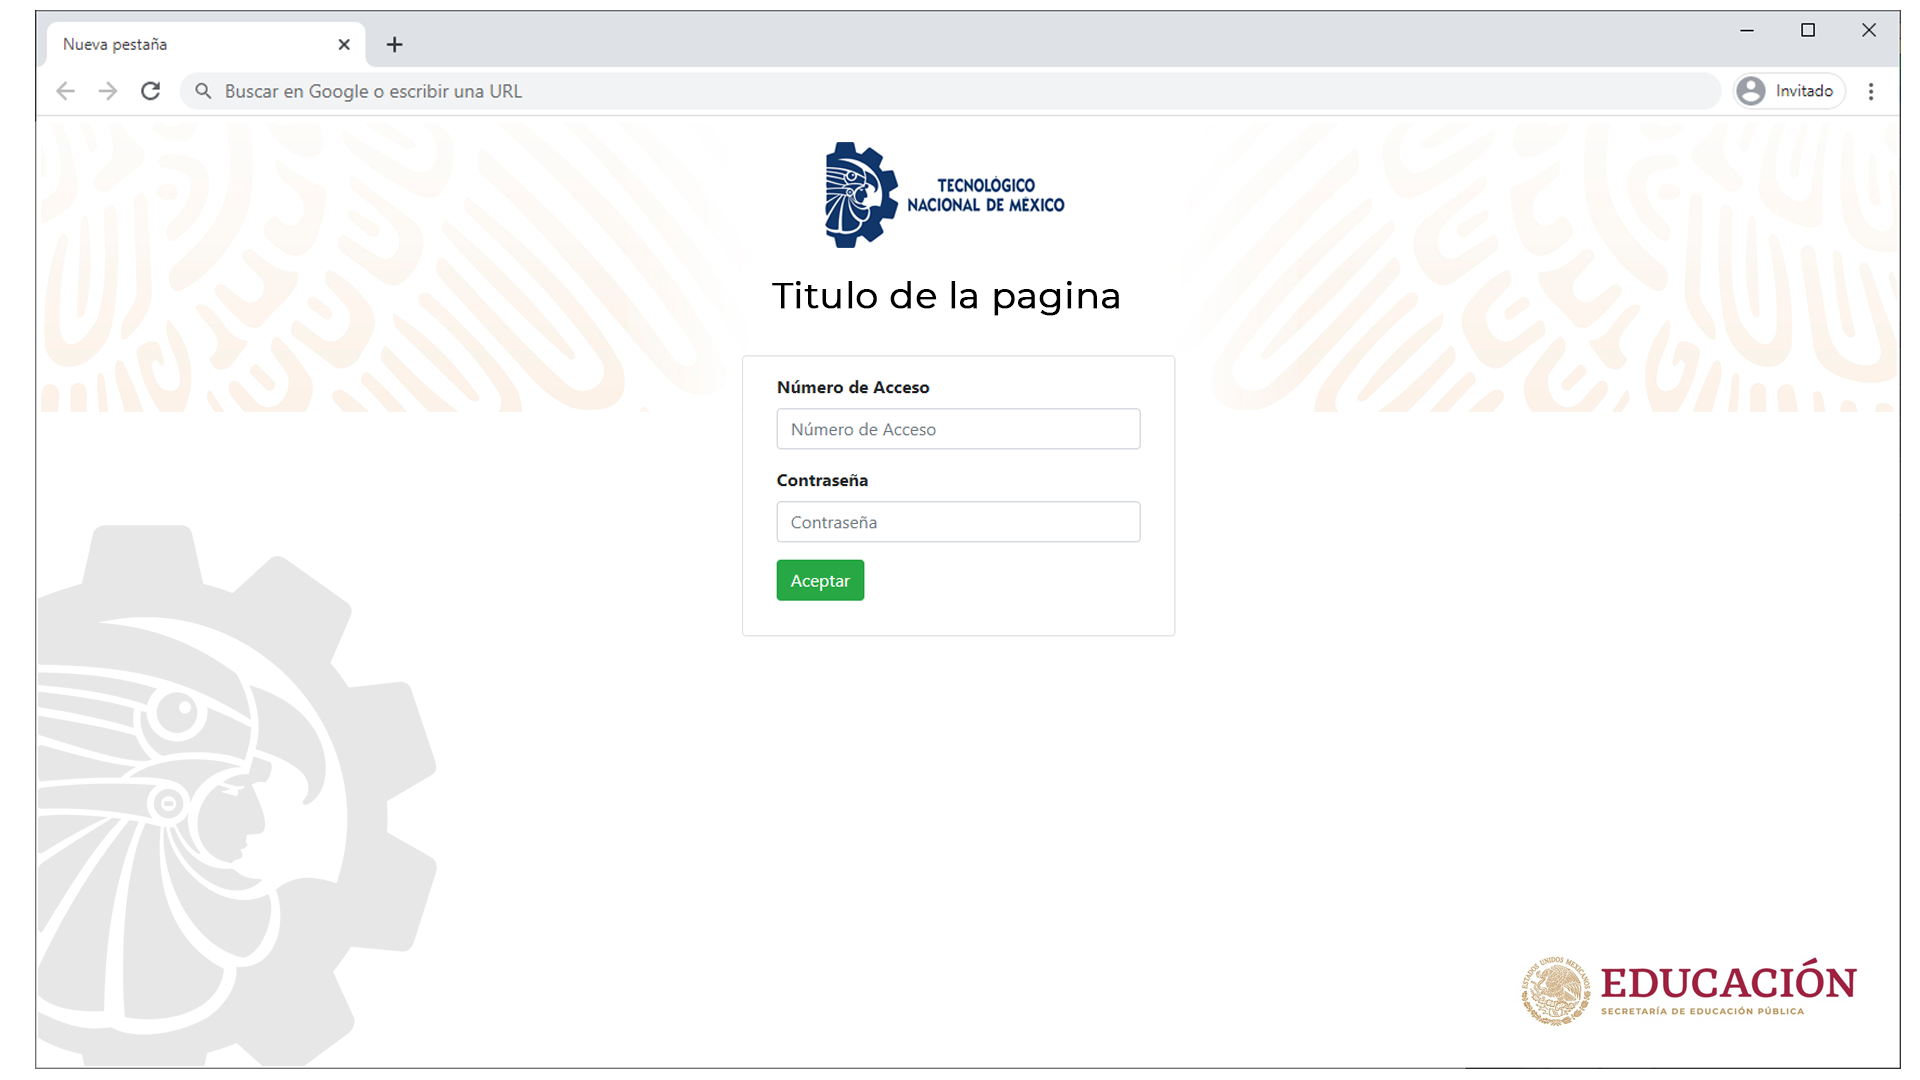 Nueva pestaña
Buscar en Google o escribir una URL
Invitado
TECNOLÓGICO
NACIONAL DE MÉXICO
Titulo de la pagina
Número de Acceso
Número de Acceso
Contraseña
Contraseña
Aceptar
ESTADOS UNIDOS MEXICANOS
EDUCACIÓN
SECRETARÍA DE EDUCACIÓN PÚBLICA